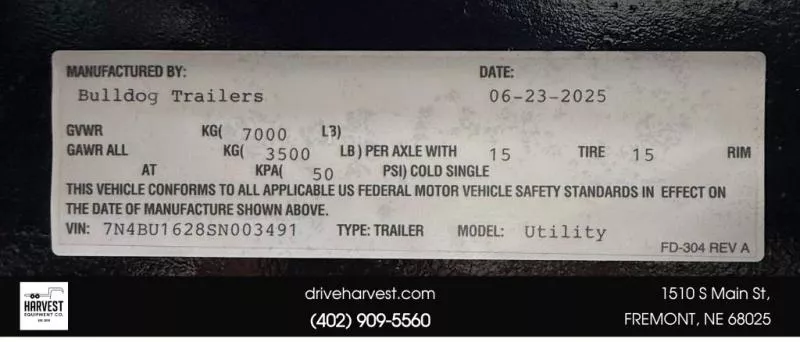 MANUFACTURED BY: DATE:
Bulldog Trailers 06-23-2025
GVWR KG( 7000 LB)
GAWR ALL KG( 3500 LB ) PER AXLE WITH 15 TIRE 15 RIM
AT KPA( 50 PSI) COLD SINGLE
THIS VEHICLE CONFORMS TO ALL APPLICABLE US FEDERAL MOTOR VEHICLE SAFETY STANDARDS IN EFFECT ON
THE DATE OF MANUFACTURE SHOWN ABOVE.
VIN: 7N4BU1628SN003491 TYPE: TRAILER MODEL: Utility
FD-304 REV A
HARVEST
EQUIPMENT CO.
driveharvest.com
(402) 909-5560
1510 S Main St,
FREMONT, NE 68025